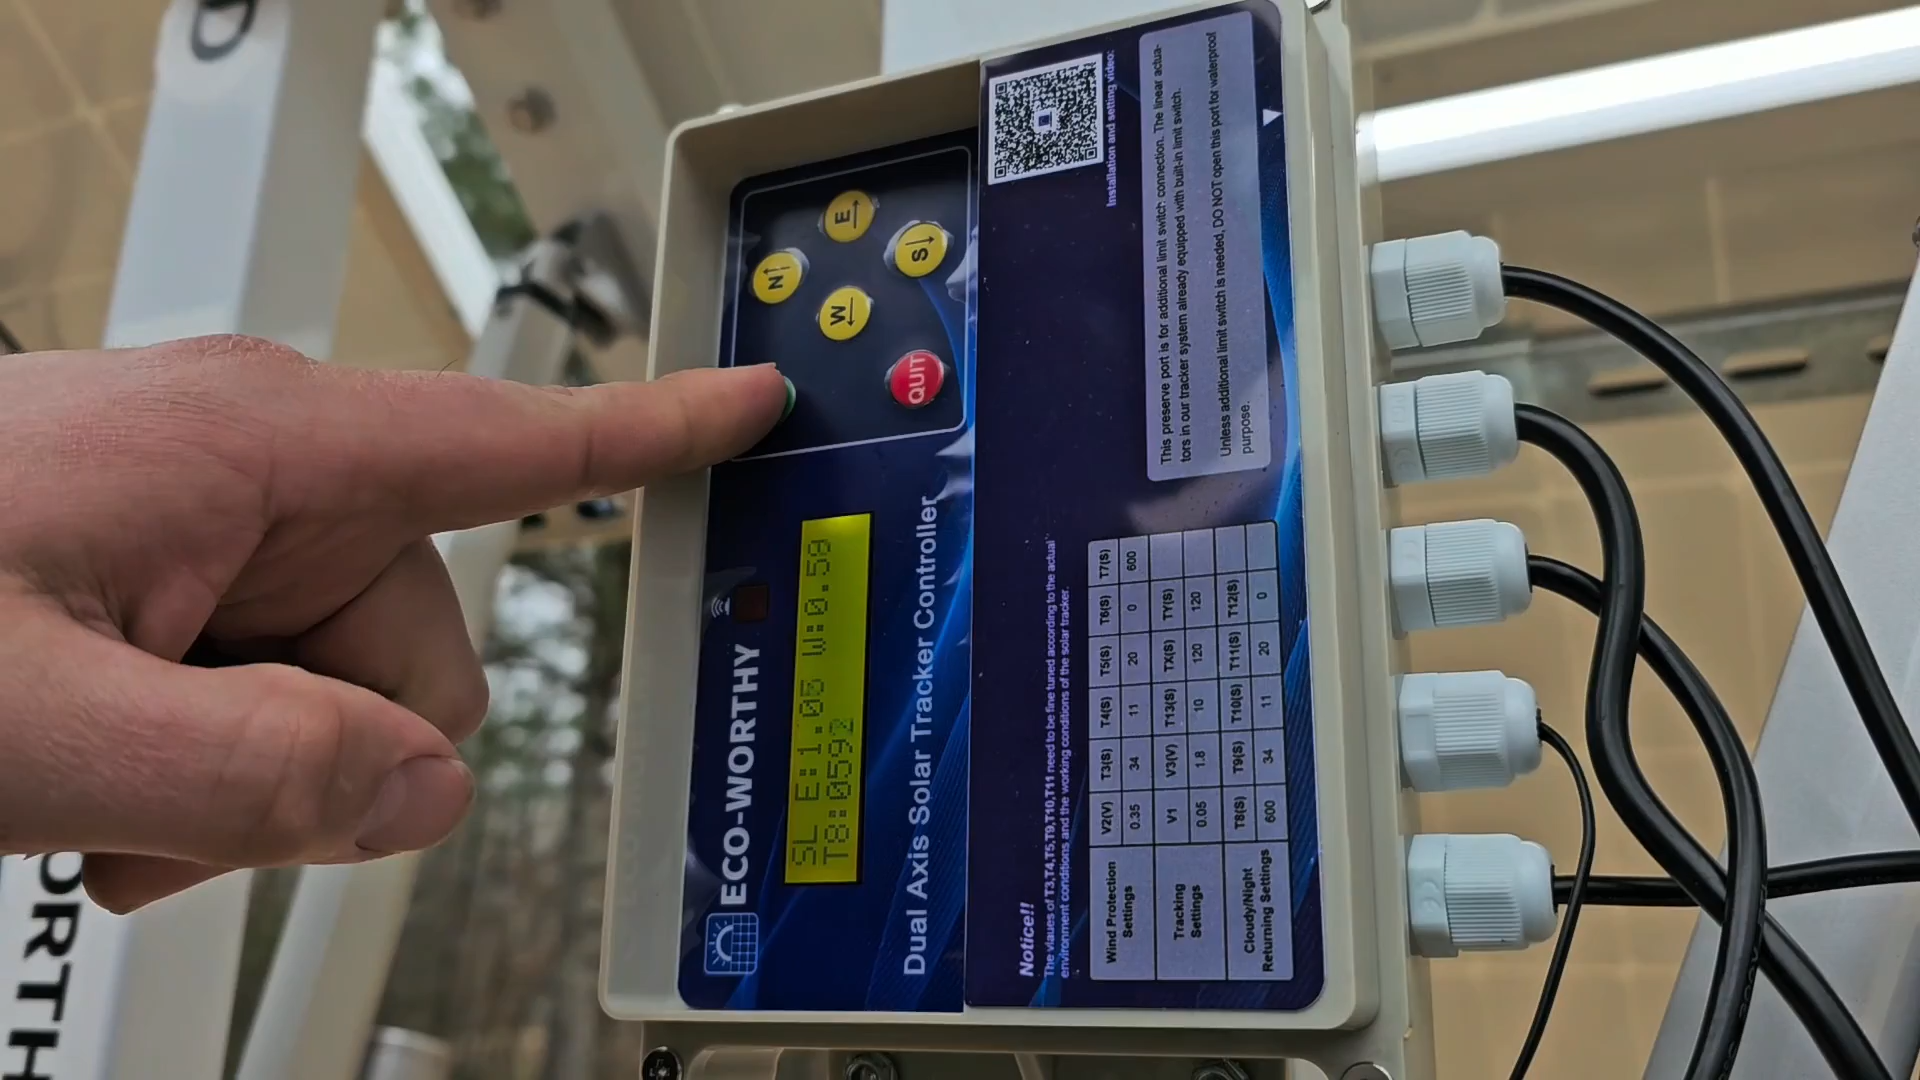 ECO-WORTHY
SL E:1.05 W:0.50
T8:0592
Dual Axis Solar Tracker Controller
N
W
E
S
QUIT
Notice!!
The vlaues of T3,T4,T5,T9,T10,T11 need to be fine tuned according to the actual
environment conditions and the working conditions of the solar tracker.
Wind Protection Settings V2(V) T3(S) T4(S) T5(S) T6(S) T7(S)
0.35 34 11 20 0 600
Tracking Settings V1 V3(V) T13(S) TX(S) TY(S)
0.05 1.8 10 120 120
Cloudy/Night Returning Settings T8(S) T9(S) T10(S) T11(S) T12(S)
600 34 11 20 0
Installation and setting video:
This preserve port is for additional limit switch connection. The linear actua-
tors in our tracker system already equipped with built-in limit switch.
Unless additional limit switch is needed, DO NOT open this port for waterproof
purpose.
ORTH